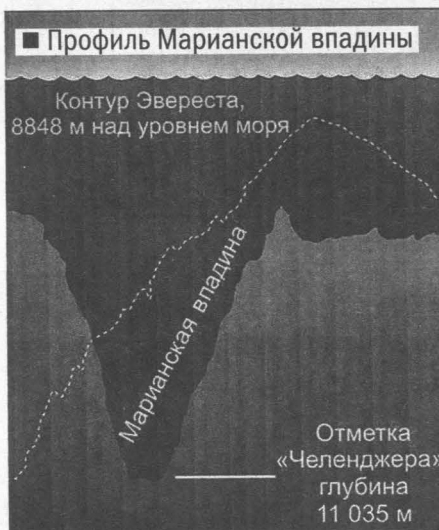 ■ Профиль Марианской впадины
Контур Эвереста,
8848 м над уровнем моря
Марианская впадина
Отметка
«Челенджера»
глубина
11 035 м